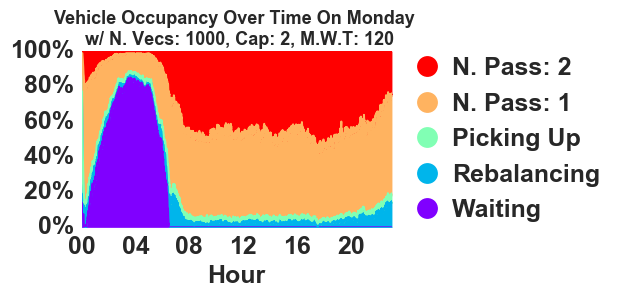 Vehicle Occupancy Over Time On Monday
w/ N. Vecs: 1000, Cap: 2, M.W.T: 120
100%
80%
60%
40%
20%
0%
00 04 08 12 16 20
Hour
N. Pass: 2
N. Pass: 1
Picking Up
Rebalancing
Waiting